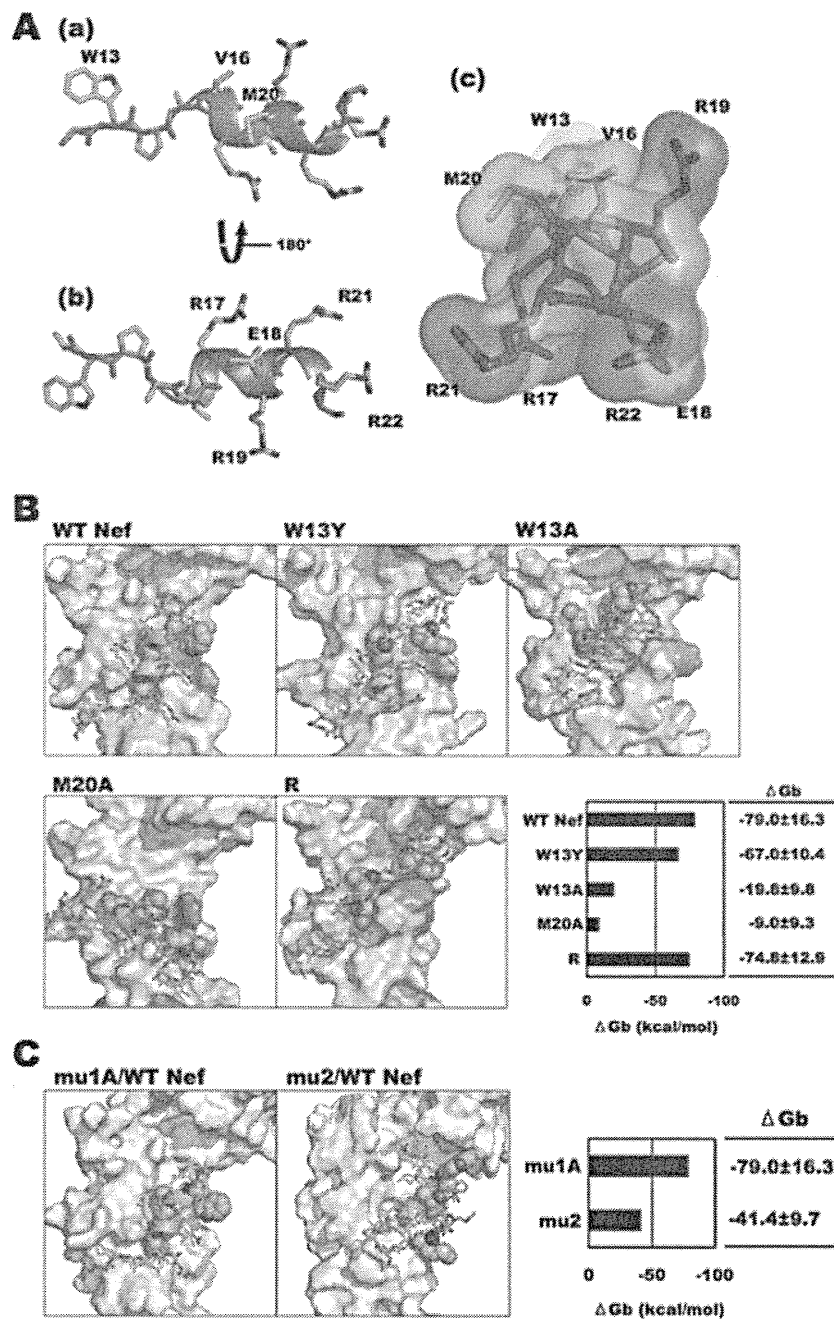 A
(a)
W13
V16
M20
180°
(b)
R17
E18
R21
R22
R19
(c)
W13
V16
R19
M20
R21
R17
R22
E18
B
WT Nef
W13Y
W13A
M20A
R
ΔGb
WT Nef -79.0±16.3
W13Y -67.0±10.4
W13A -19.8±9.8
M20A -9.0±9.3
R -74.8±12.9
0 -50 -100
ΔGb (kcal/mol)
C
mu1A/WT Nef
mu2/WT Nef
ΔGb
mu1A -79.0±16.3
mu2 -41.4±9.7
0 -50 -100
ΔGb (kcal/mol)